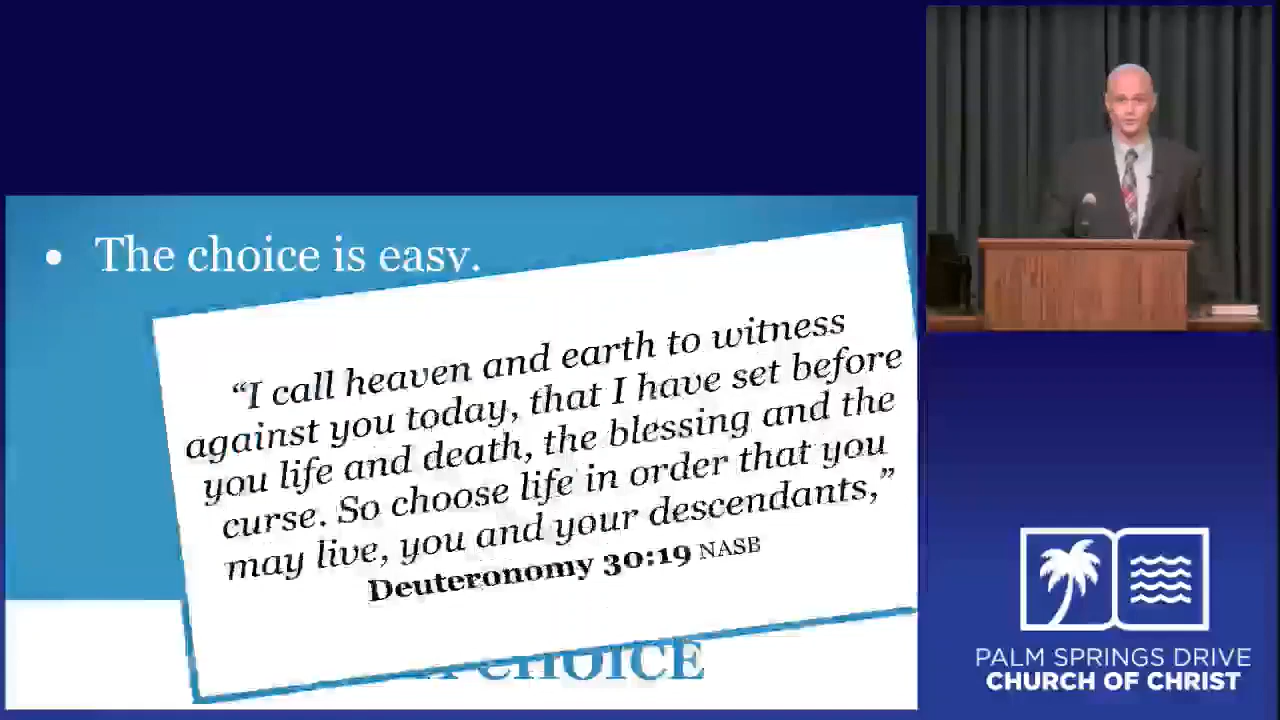 • The choice is easy.
“I call heaven and earth to witness
against you today, that I have set before
you life and death, the blessing and the
curse. So choose life in order that you
may live, you and your descendants,”
Deuteronomy 30:19 NASB
CHOICE
PALM SPRINGS DRIVE
CHURCH OF CHRIST